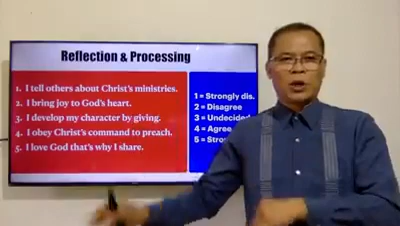 Reflection & Processing
1. I tell others about Christ's ministries.
2. I bring joy to God's heart.
3. I develop my character by giving.
4. I obey Christ's command to preach.
5. I love God that's why I share.
1 = Strongly dis.
2 = Disagree
3 = Undecided
4 = Agree
5 =